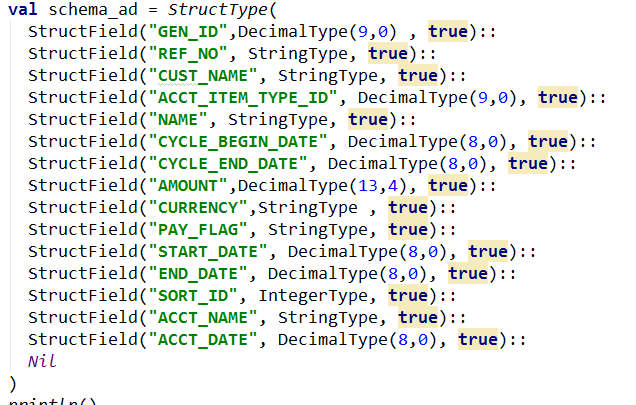 val schema_ad = StructType(
StructField("GEN_ID",DecimalType(9,0) , true)::
StructField("REF_NO", StringType, true)::
StructField("CUST_NAME", StringType, true)::
StructField("ACCT_ITEM_TYPE_ID", DecimalType(9,0), true)::
StructField("NAME", StringType, true)::
StructField("CYCLE_BEGIN_DATE", DecimalType(8,0), true)::
StructField("CYCLE_END_DATE", DecimalType(8,0), true)::
StructField("AMOUNT",DecimalType(13,4), true)::
StructField("CURRENCY",StringType , true)::
StructField("PAY_FLAG", StringType, true)::
StructField("START_DATE", DecimalType(8,0), true)::
StructField("END_DATE", DecimalType(8,0), true)::
StructField("SORT_ID", IntegerType, true)::
StructField("ACCT_NAME", StringType, true)::
StructField("ACCT_DATE", DecimalType(8,0), true)::
Nil
)
println()